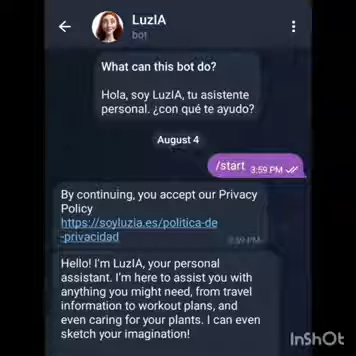 LuzIA
bot
What can this bot do?
Hola, soy LuzIA, tu asistente
personal. ¿con qué te ayudo?
August 4
/start 3:59 PM
By continuing, you accept our Privacy
Policy
https://soyluzia.es/politica-de
-privacidad
3:59 PM
Hello! I'm LuzIA, your personal
assistant. I'm here to assist you with
anything you might need, from travel
information to workout plans, and
even caring for your plants. I can even
sketch your imagination!
InShOt